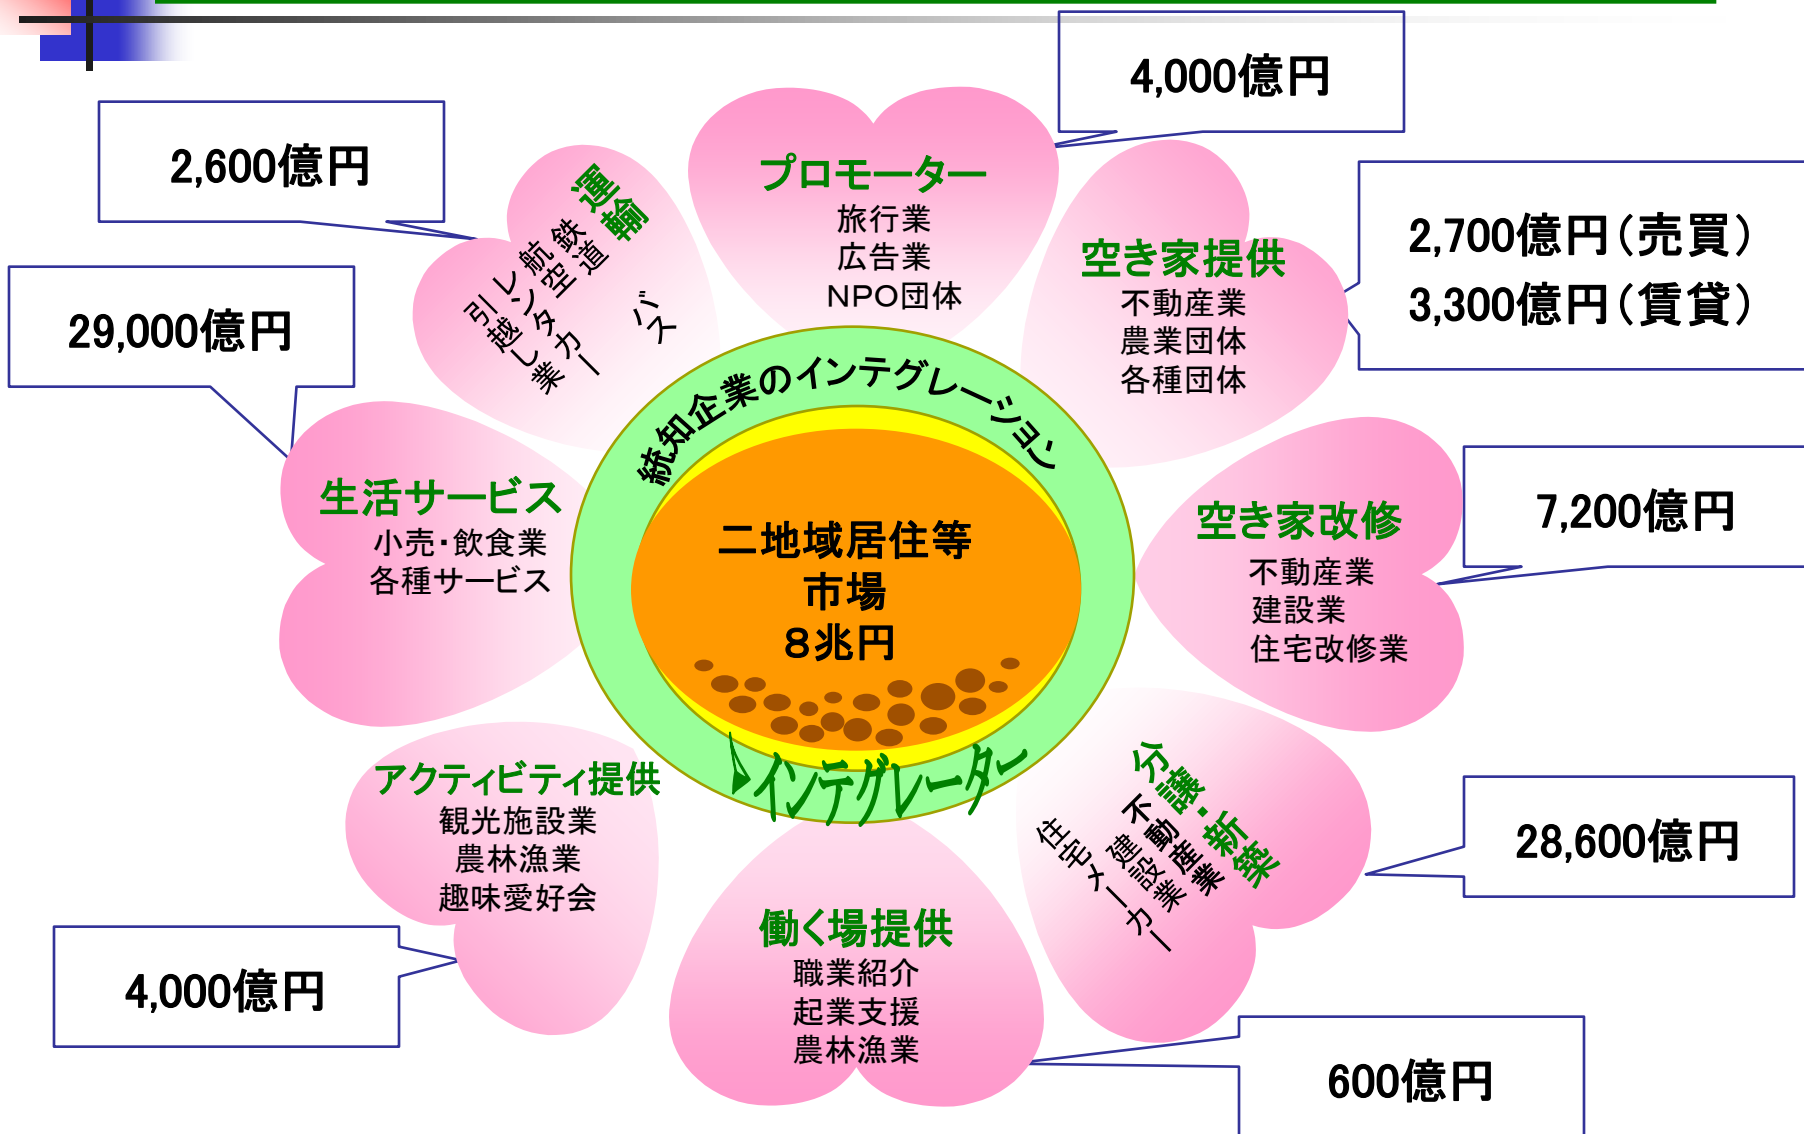 4,000億円
プロモーター
旅行業
広告業
NPO団体
2,700億円(売買)
3,300億円(賃貸)
空き家提供
不動産業
農業団体
各種団体
7,200億円
空き家改修
不動産業
建設業
住宅改修業
28,600億円
分譲・新築
不動産業
建設業
住宅メーカー
600億円
働く場提供
職業紹介
起業支援
農林漁業
4,000億円
アクティビティ提供
観光施設業
農林漁業
趣味愛好会
29,000億円
生活サービス
小売・飲食業
各種サービス
2,600億円
運輸
鉄道 バス
航空
レンタカー
引越し業
統知企業のインテグレーション
二地域居住等
市場
8兆円
インテグレーター